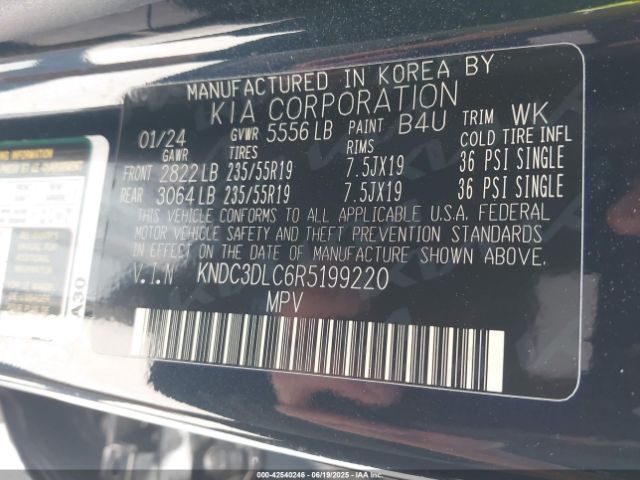 MANUFACTURED IN KOREA BY
KIA CORPORATION
01/24 GVWR 5556 LB PAINT B4U TRIM WK
GAWR TIRES RIMS COLD TIRE INFL
FRONT 2822 LB 235/55R19 7.5JX19 36 PSI SINGLE
REAR 3064 LB 235/55R19 7.5JX19 36 PSI SINGLE
THIS VEHICLE CONFORMS TO ALL APPLICABLE U.S.A. FEDERAL
MOTOR VEHICLE SAFETY AND THEFT PREVENTION STANDARDS
IN EFFECT ON THE DATE OF MANUFACTURE SHOWN ABOVE.
V.I.N KNDC3DLC6R5199220
MPV
A30
000-42540246 - 06/19/2025 - IAAI.COM